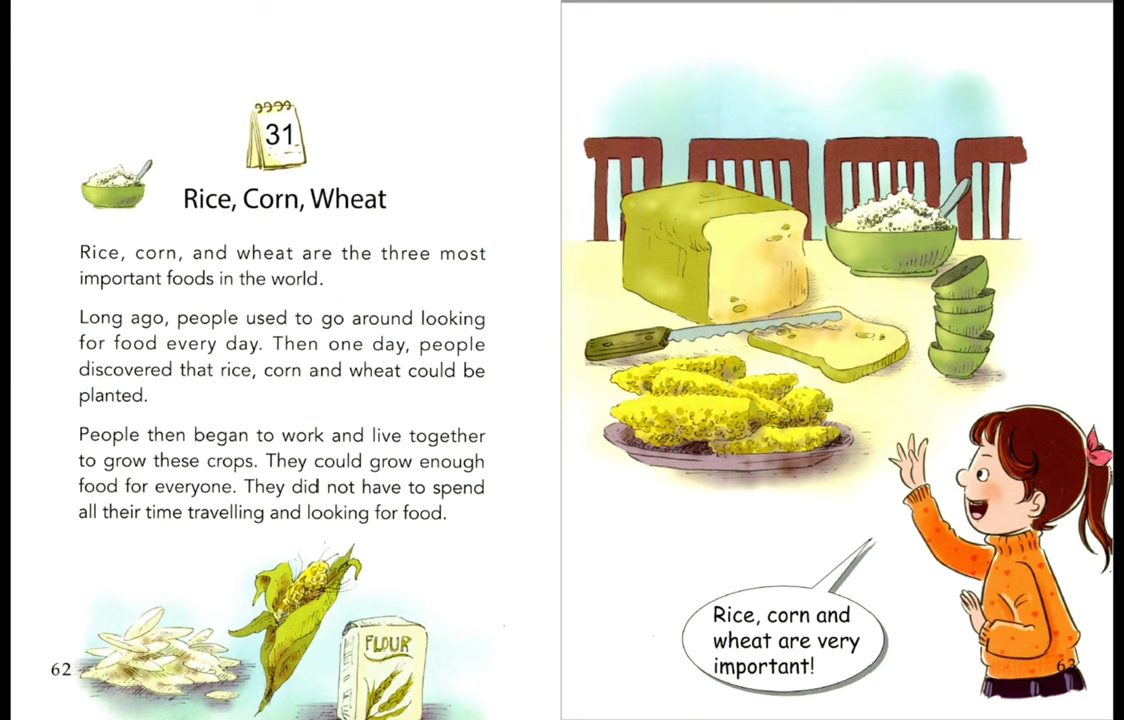 31
Rice, Corn, Wheat
Rice, corn, and wheat are the three most
important foods in the world.
Long ago, people used to go around looking
for food every day. Then one day, people
discovered that rice, corn and wheat could be
planted.
People then began to work and live together
to grow these crops. They could grow enough
food for everyone. They did not have to spend
all their time travelling and looking for food.
FLOUR
62
Rice, corn and
wheat are very
important!
63